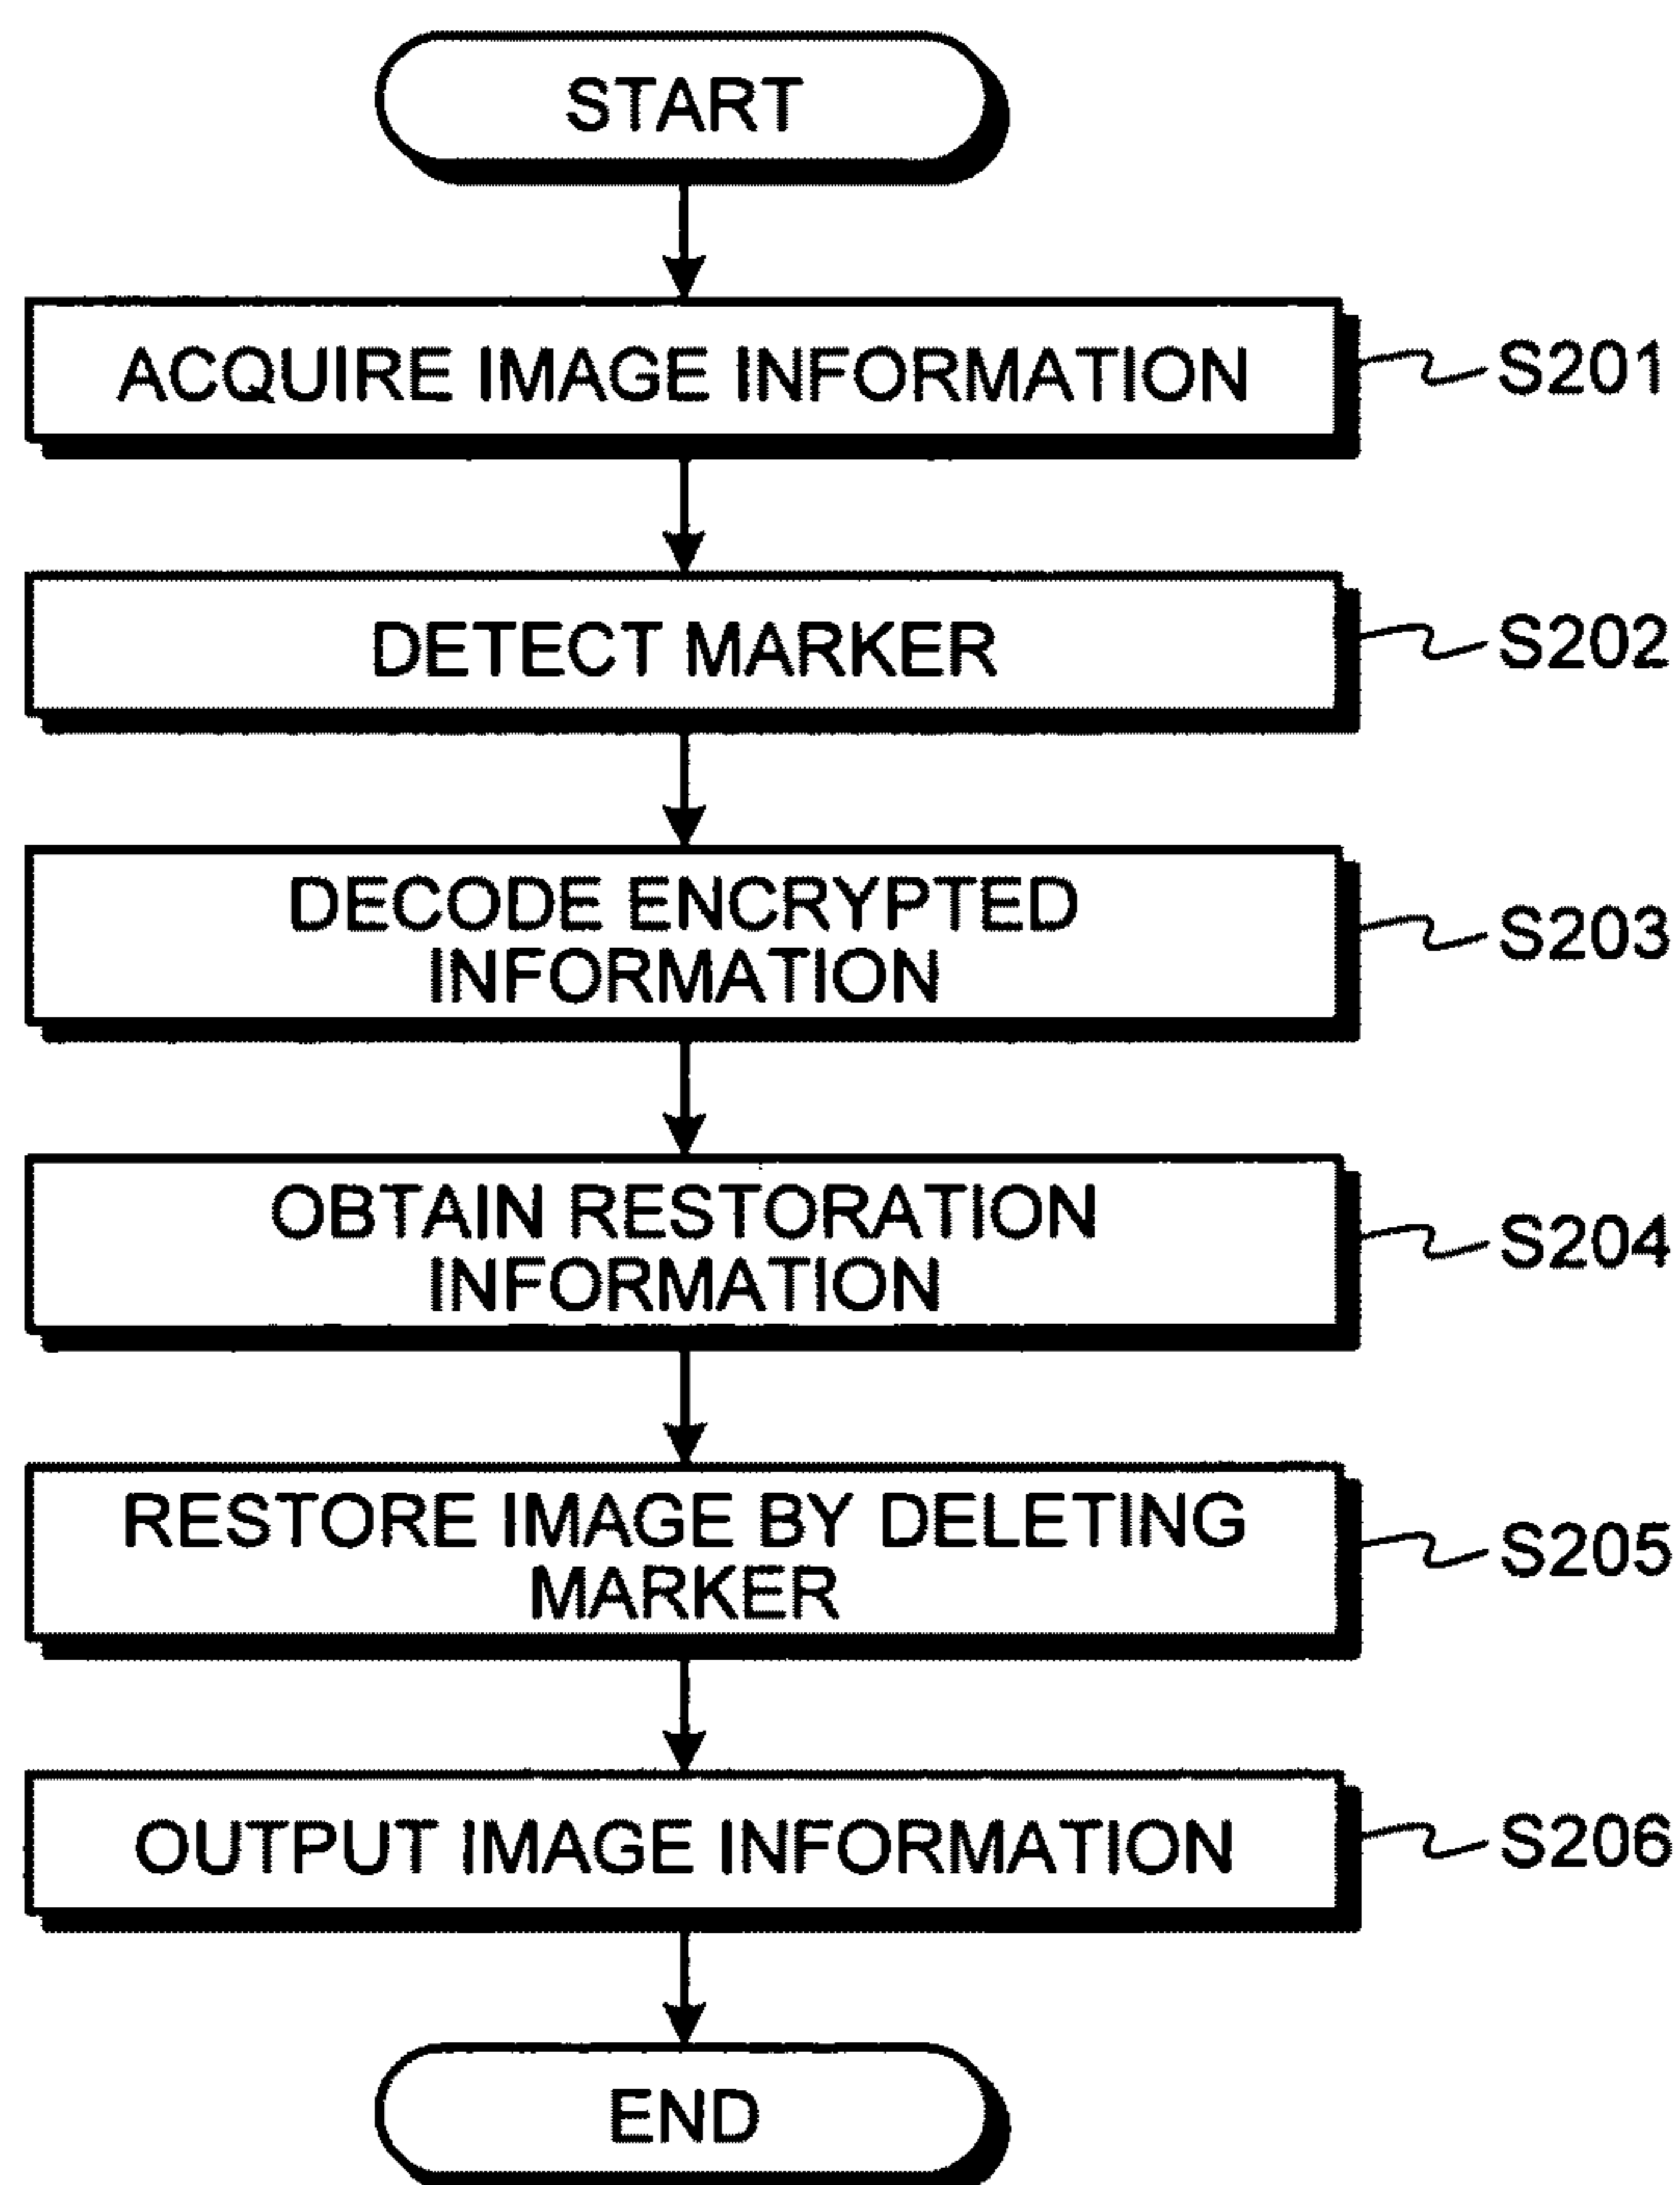 START
ACQUIRE IMAGE INFORMATION
S201
DETECT MARKER
S202
DECODE ENCRYPTED
INFORMATION
S203
OBTAIN RESTORATION
INFORMATION
S204
RESTORE IMAGE BY DELETING
MARKER
S205
OUTPUT IMAGE INFORMATION
S206
END